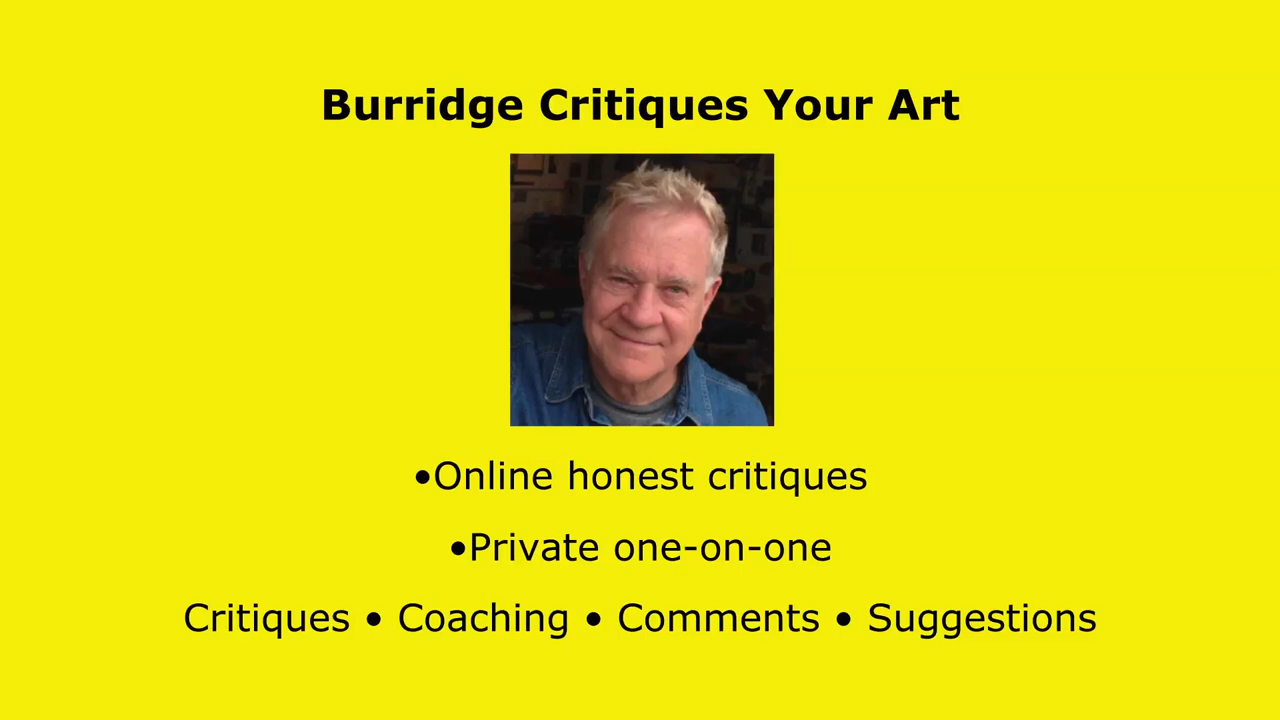 Burridge Critiques Your Art
•Online honest critiques
•Private one-on-one
Critiques • Coaching • Comments • Suggestions